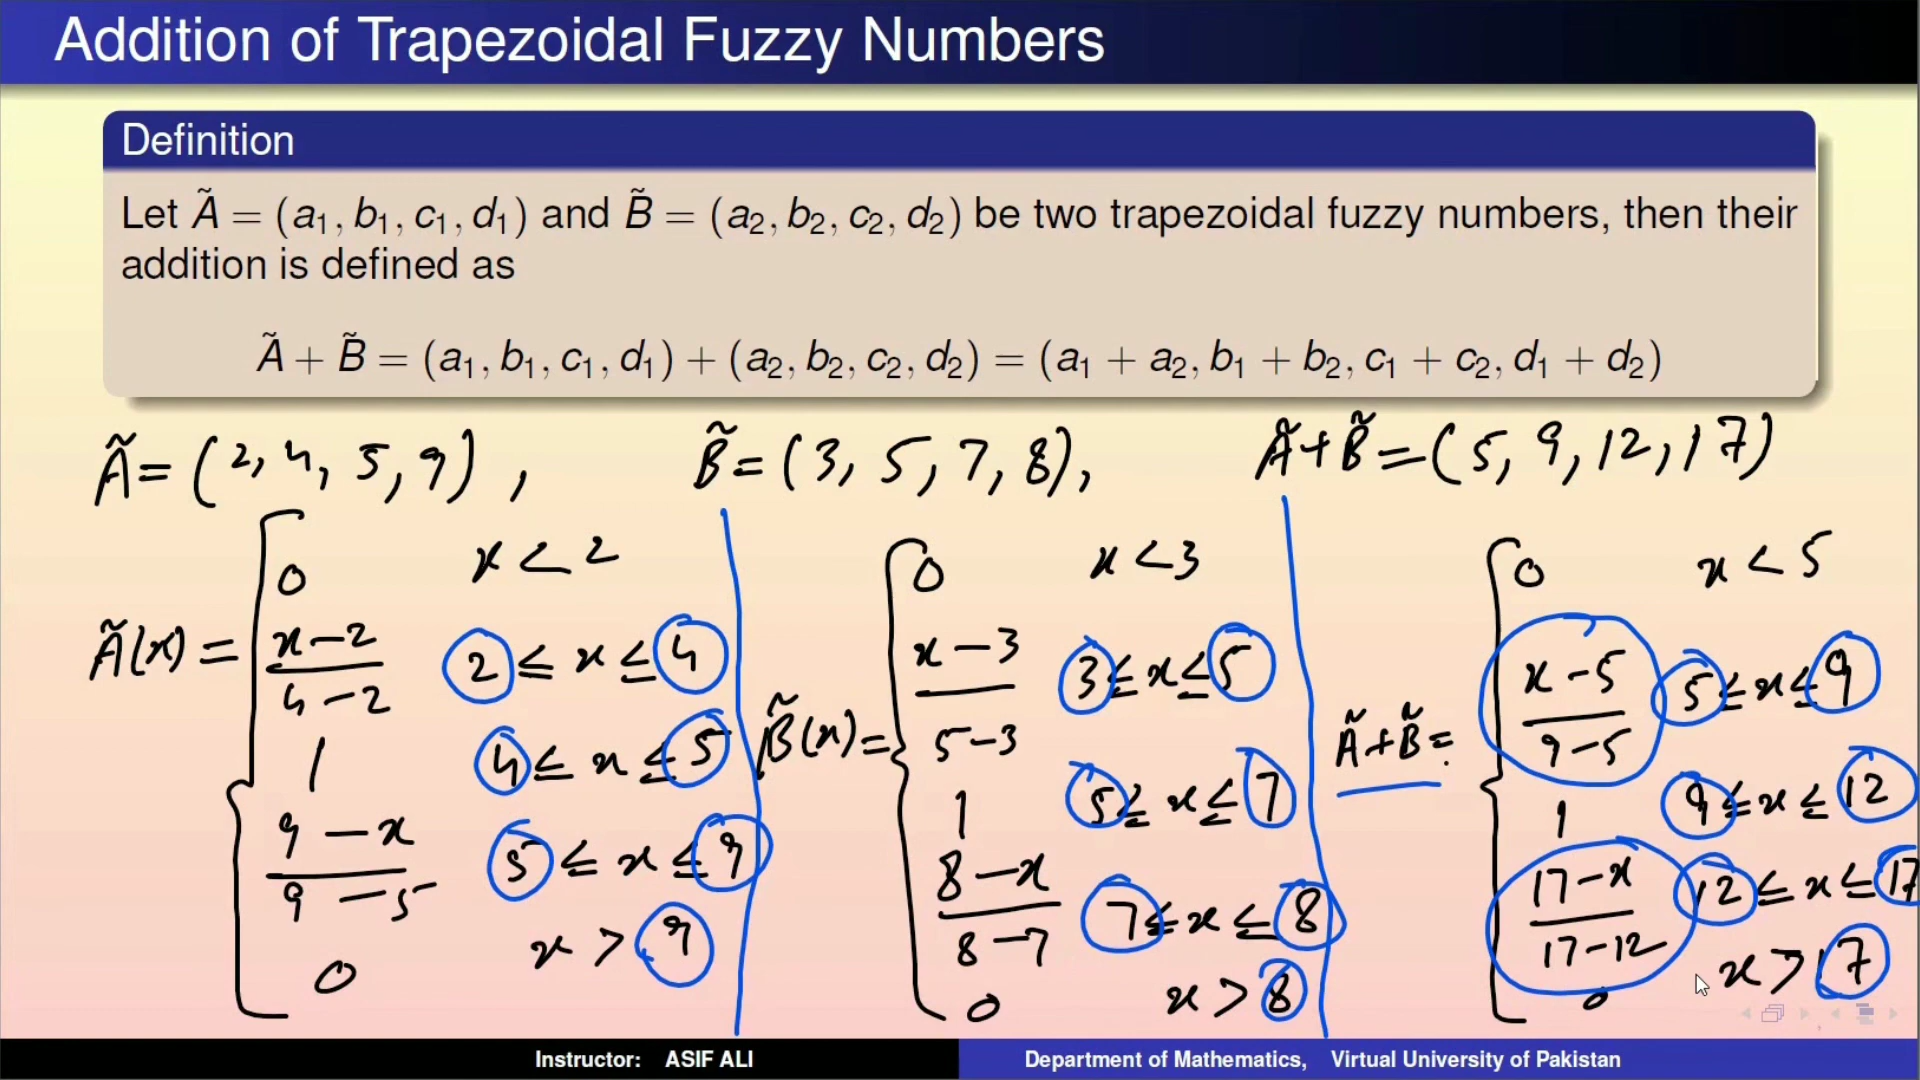 Addition of Trapezoidal Fuzzy Numbers
Definition
Let Ã = (a₁, b₁, c₁, d₁) and B̃ = (a₂, b₂, c₂, d₂) be two trapezoidal fuzzy numbers, then their
addition is defined as
Ã + B̃ = (a₁, b₁, c₁, d₁) + (a₂, b₂, c₂, d₂) = (a₁ + a₂, b₁ + b₂, c₁ + c₂, d₁ + d₂)
Ã = (2, 4, 5, 9) ,
B̃ = (3, 5, 7, 8),
Ã+B̃ = (5, 9, 12, 17)
Ã(x) =
0 x < 2
x-2 / 4-2 2 ≤ x ≤ 4
1 4 ≤ x ≤ 5
9-x / 9-5 5 ≤ x ≤ 9
0 x > 9
B̃(x) =
0 x < 3
x-3 / 5-3 3 ≤ x ≤ 5
1 5 ≤ x ≤ 7
8-x / 8-7 7 ≤ x ≤ 8
0 x > 8
Ã+B̃ =
0 x < 5
x-5 / 9-5 5 ≤ x ≤ 9
1 9 ≤ x ≤ 12
17-x / 17-12 12 ≤ x ≤ 17
0 x > 17
Instructor: ASIF ALI
Department of Mathematics, Virtual University of Pakistan